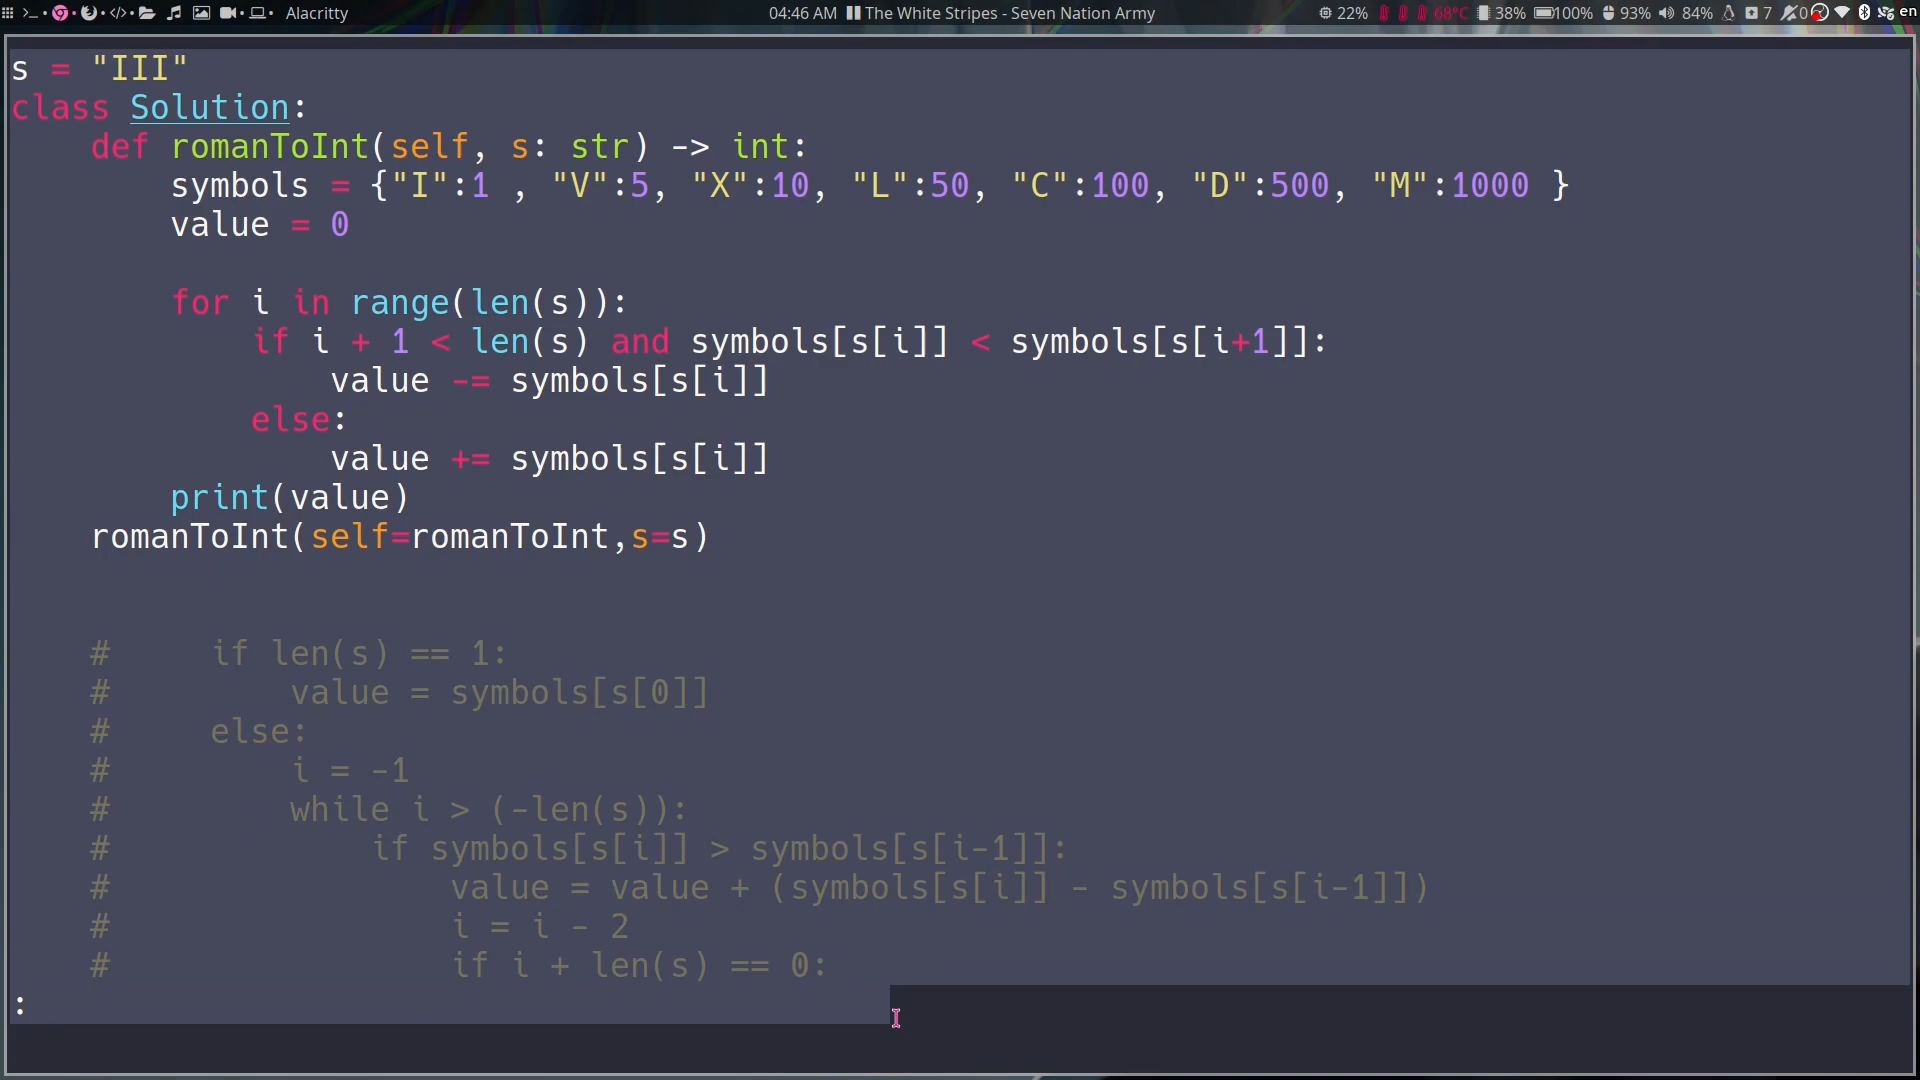 Alacritty 04:46 AM The White Stripes - Seven Nation Army 22% 68°C 38% 100% 93% 84% 7 0 en
s = "III"
class Solution:
    def romanToInt(self, s: str) -> int:
        symbols = {"I":1 , "V":5, "X":10, "L":50, "C":100, "D":500, "M":1000 }
        value = 0
        for i in range(len(s)):
            if i + 1 < len(s) and symbols[s[i]] < symbols[s[i+1]]:
                value -= symbols[s[i]]
            else:
                value += symbols[s[i]]
        print(value)
    romanToInt(self=romanToInt,s=s)
    #     if len(s) == 1:
    #         value = symbols[s[0]]
    #     else:
    #         i = -1
    #         while i > (-len(s)):
    #             if symbols[s[i]] > symbols[s[i-1]]:
    #                 value = value + (symbols[s[i]] - symbols[s[i-1]])
    #                 i = i - 2
    #                 if i + len(s) == 0:
: